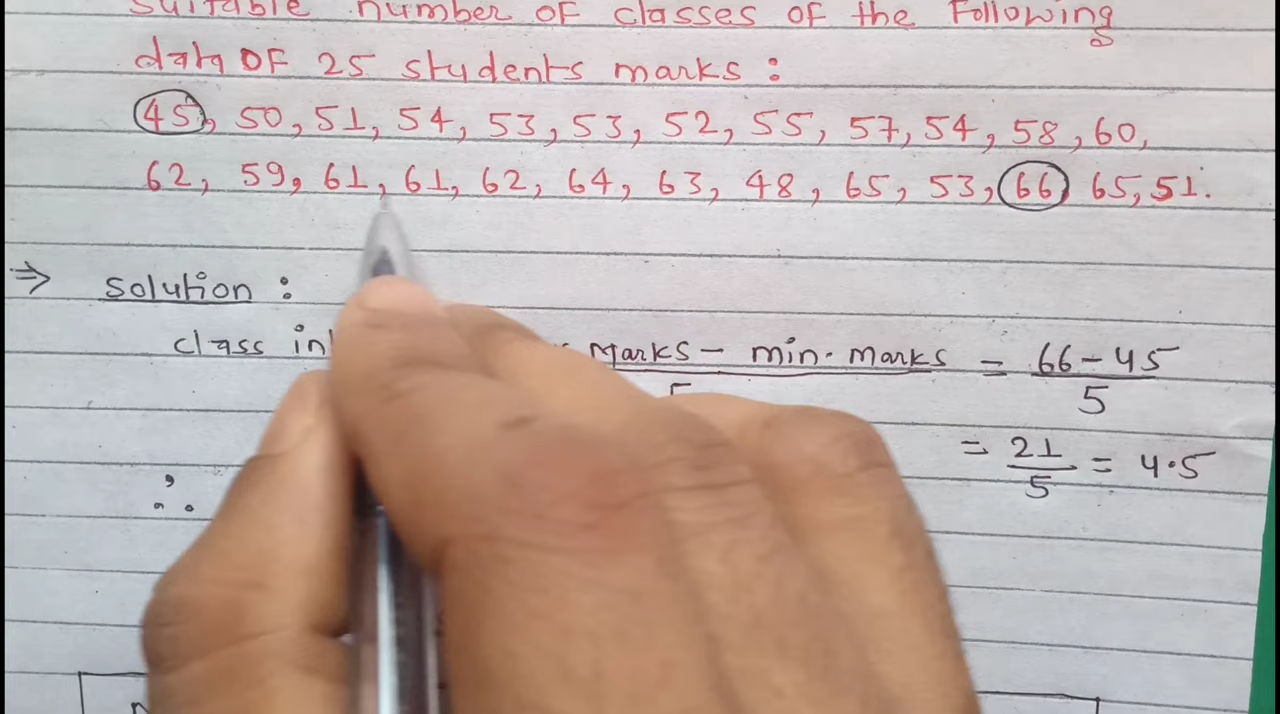 suitable number of classes of the Following
data OF 25 students marks :
45, 50, 51, 54, 53, 53, 52, 55, 57, 54, 58, 60,
62, 59, 61, 61, 62, 64, 63, 48, 65, 53, 66 65, 51.
⇒ solution :
class marks - min. marks = 66-45
5 5
= 21/5 = 4.5
∴